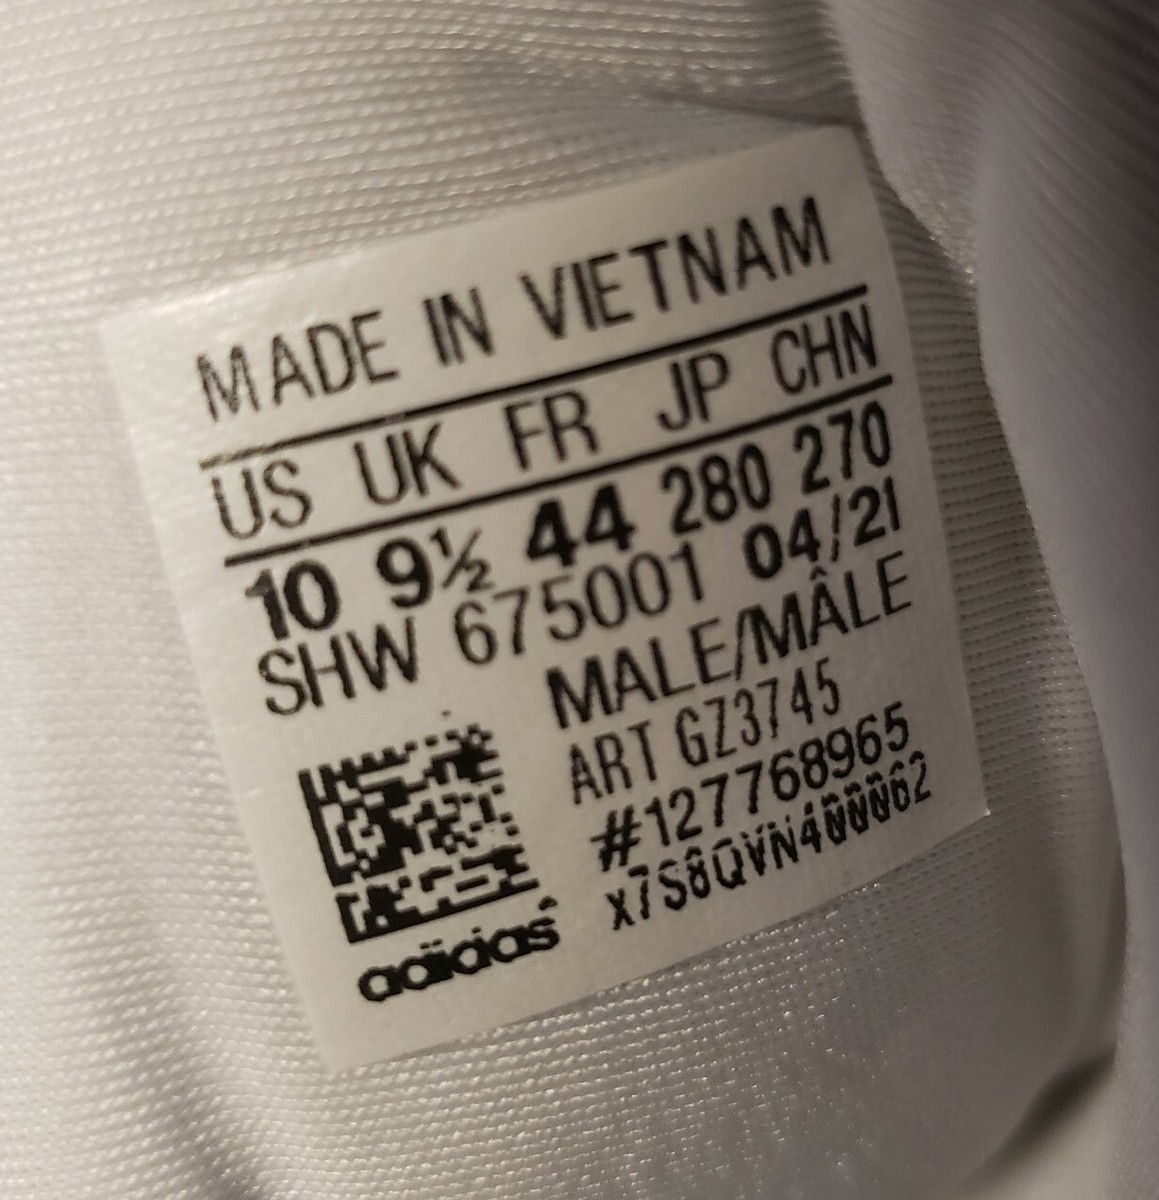 MADE IN VIETNAM
US UK FR JP CHN
10 9½ 44 280 270
SHW 675001 04/21
MALE/MÂLE
ART GZ3745
#127768965
x7S8QVN400062
adidas